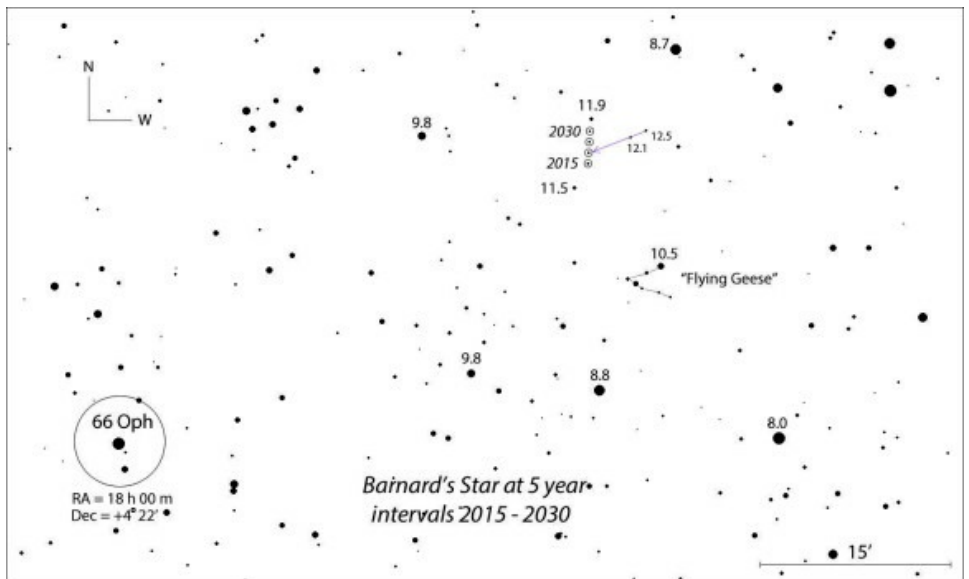 8.7
N
W
11.9
9.8
2030
12.5
12.1
2015
11.5
10.5
"Flying Geese"
9.8
8.8
66 Oph
8.0
RA = 18 h 00 m
Dec = +4° 22'
Barnard's Star at 5 year
intervals 2015 - 2030
15'